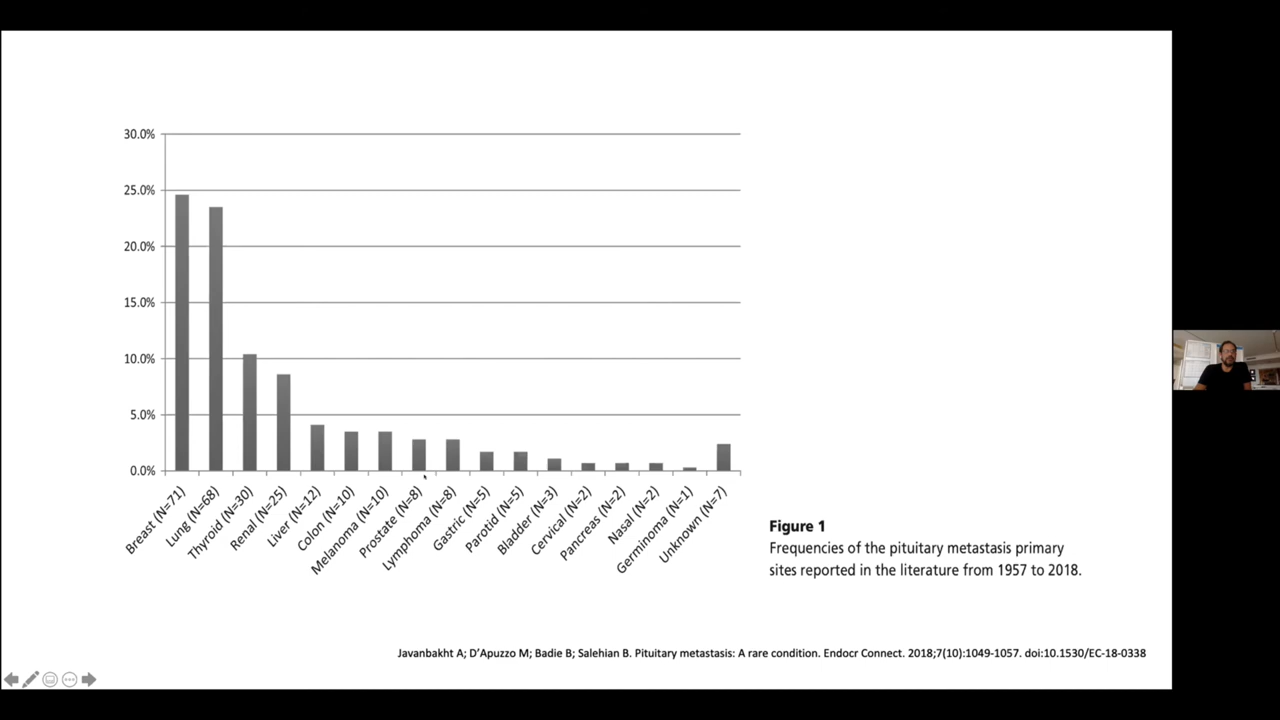 30.0%
25.0%
20.0%
15.0%
10.0%
5.0%
0.0%
Breast (N=71)
Lung (N=68)
Thyroid (N=30)
Renal (N=25)
Liver (N=12)
Colon (N=10)
Melanoma (N=10)
Prostate (N=8)
Lymphoma (N=8)
Gastric (N=5)
Parotid (N=5)
Bladder (N=3)
Cervical (N=2)
Pancreas (N=2)
Nasal (N=2)
Germinoma (N=1)
Unknown (N=7)
Figure 1
Frequencies of the pituitary metastasis primary
sites reported in the literature from 1957 to 2018.
Javanbakht A; D'Apuzzo M; Badie B; Salehian B. Pituitary metastasis: A rare condition. Endocr Connect. 2018;7(10):1049-1057. doi:10.1530/EC-18-0338